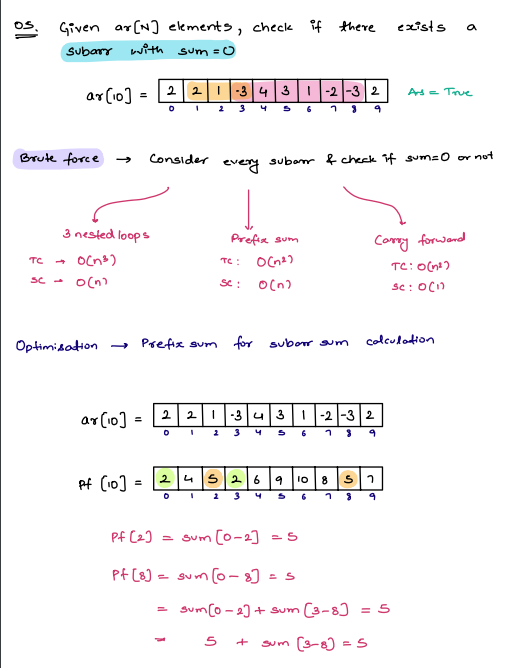 Q5. Given ar[N] elements, check if there exists a
subarr with sum = 0
ar[10] = 2 2 1 -3 4 3 1 -2 -3 2 Ans = True
0 1 2 3 4 5 6 7 8 9
Brute force → Consider every subarr & check if sum=0 or not
3 nested loops Prefix sum Carry forward
TC → O(n³) TC : O(n²) TC : O(n²)
SC → O(n) SC : O(n) SC : O(1)
Optimisation → Prefix sum for subarr sum calculation
ar[10] = 2 2 1 -3 4 3 1 -2 -3 2
0 1 2 3 4 5 6 7 8 9
Pf [10] = 2 4 5 2 6 9 10 8 5 7
0 1 2 3 4 5 6 7 8 9
Pf[2] = sum[0-2] = 5
Pf[8] = sum[0-8] = 5
= sum[0-2] + sum[3-8] = 5
= 5 + sum [3-8] = 5